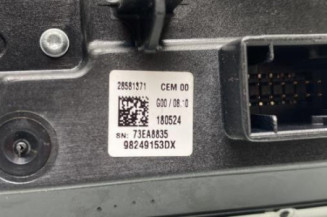 28581371 CEM 00
G00 / 08.10
180524
SN: 73EA8835
98249153DX